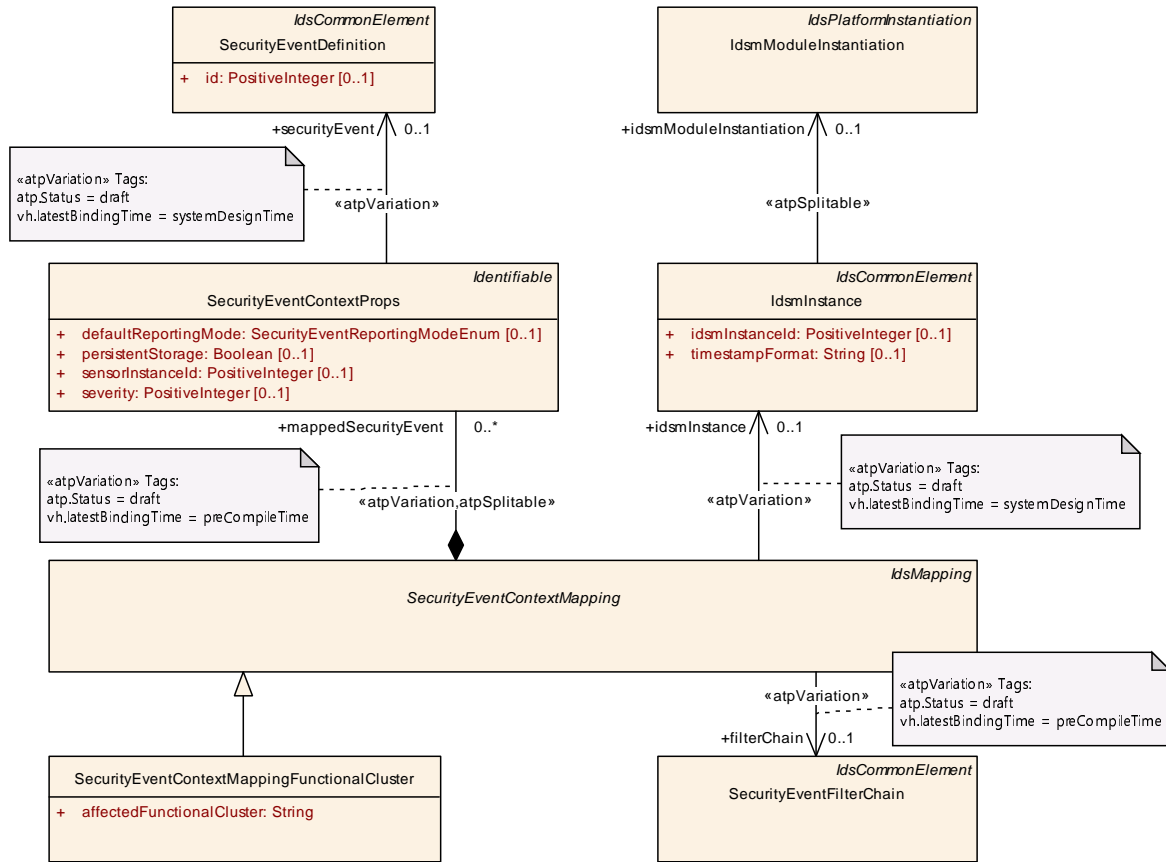 IdsCommonElement
SecurityEventDefinition
+ id: PositiveInteger [0..1]
IdsPlatformInstantiation
IdsmModuleInstantiation
+securityEvent 0..1
+idsmModuleInstantiation 0..1
«atpVariation» Tags:
atp.Status = draft
vh.latestBindingTime = systemDesignTime
«atpVariation»
«atpSplitable»
Identifiable
SecurityEventContextProps
+ defaultReportingMode: SecurityEventReportingModeEnum [0..1]
+ persistentStorage: Boolean [0..1]
+ sensorInstanceId: PositiveInteger [0..1]
+ severity: PositiveInteger [0..1]
IdsCommonElement
IdsmInstance
+ idsmInstanceId: PositiveInteger [0..1]
+ timestampFormat: String [0..1]
+mappedSecurityEvent 0..*
+idsmInstance 0..1
«atpVariation» Tags:
atp.Status = draft
vh.latestBindingTime = preCompileTime
«atpVariation,atpSplitable»
«atpVariation»
«atpVariation» Tags:
atp.Status = draft
vh.latestBindingTime = systemDesignTime
IdsMapping
SecurityEventContextMapping
«atpVariation»
«atpVariation» Tags:
atp.Status = draft
vh.latestBindingTime = preCompileTime
+filterChain 0..1
SecurityEventContextMappingFunctionalCluster
+ affectedFunctionalCluster: String
IdsCommonElement
SecurityEventFilterChain